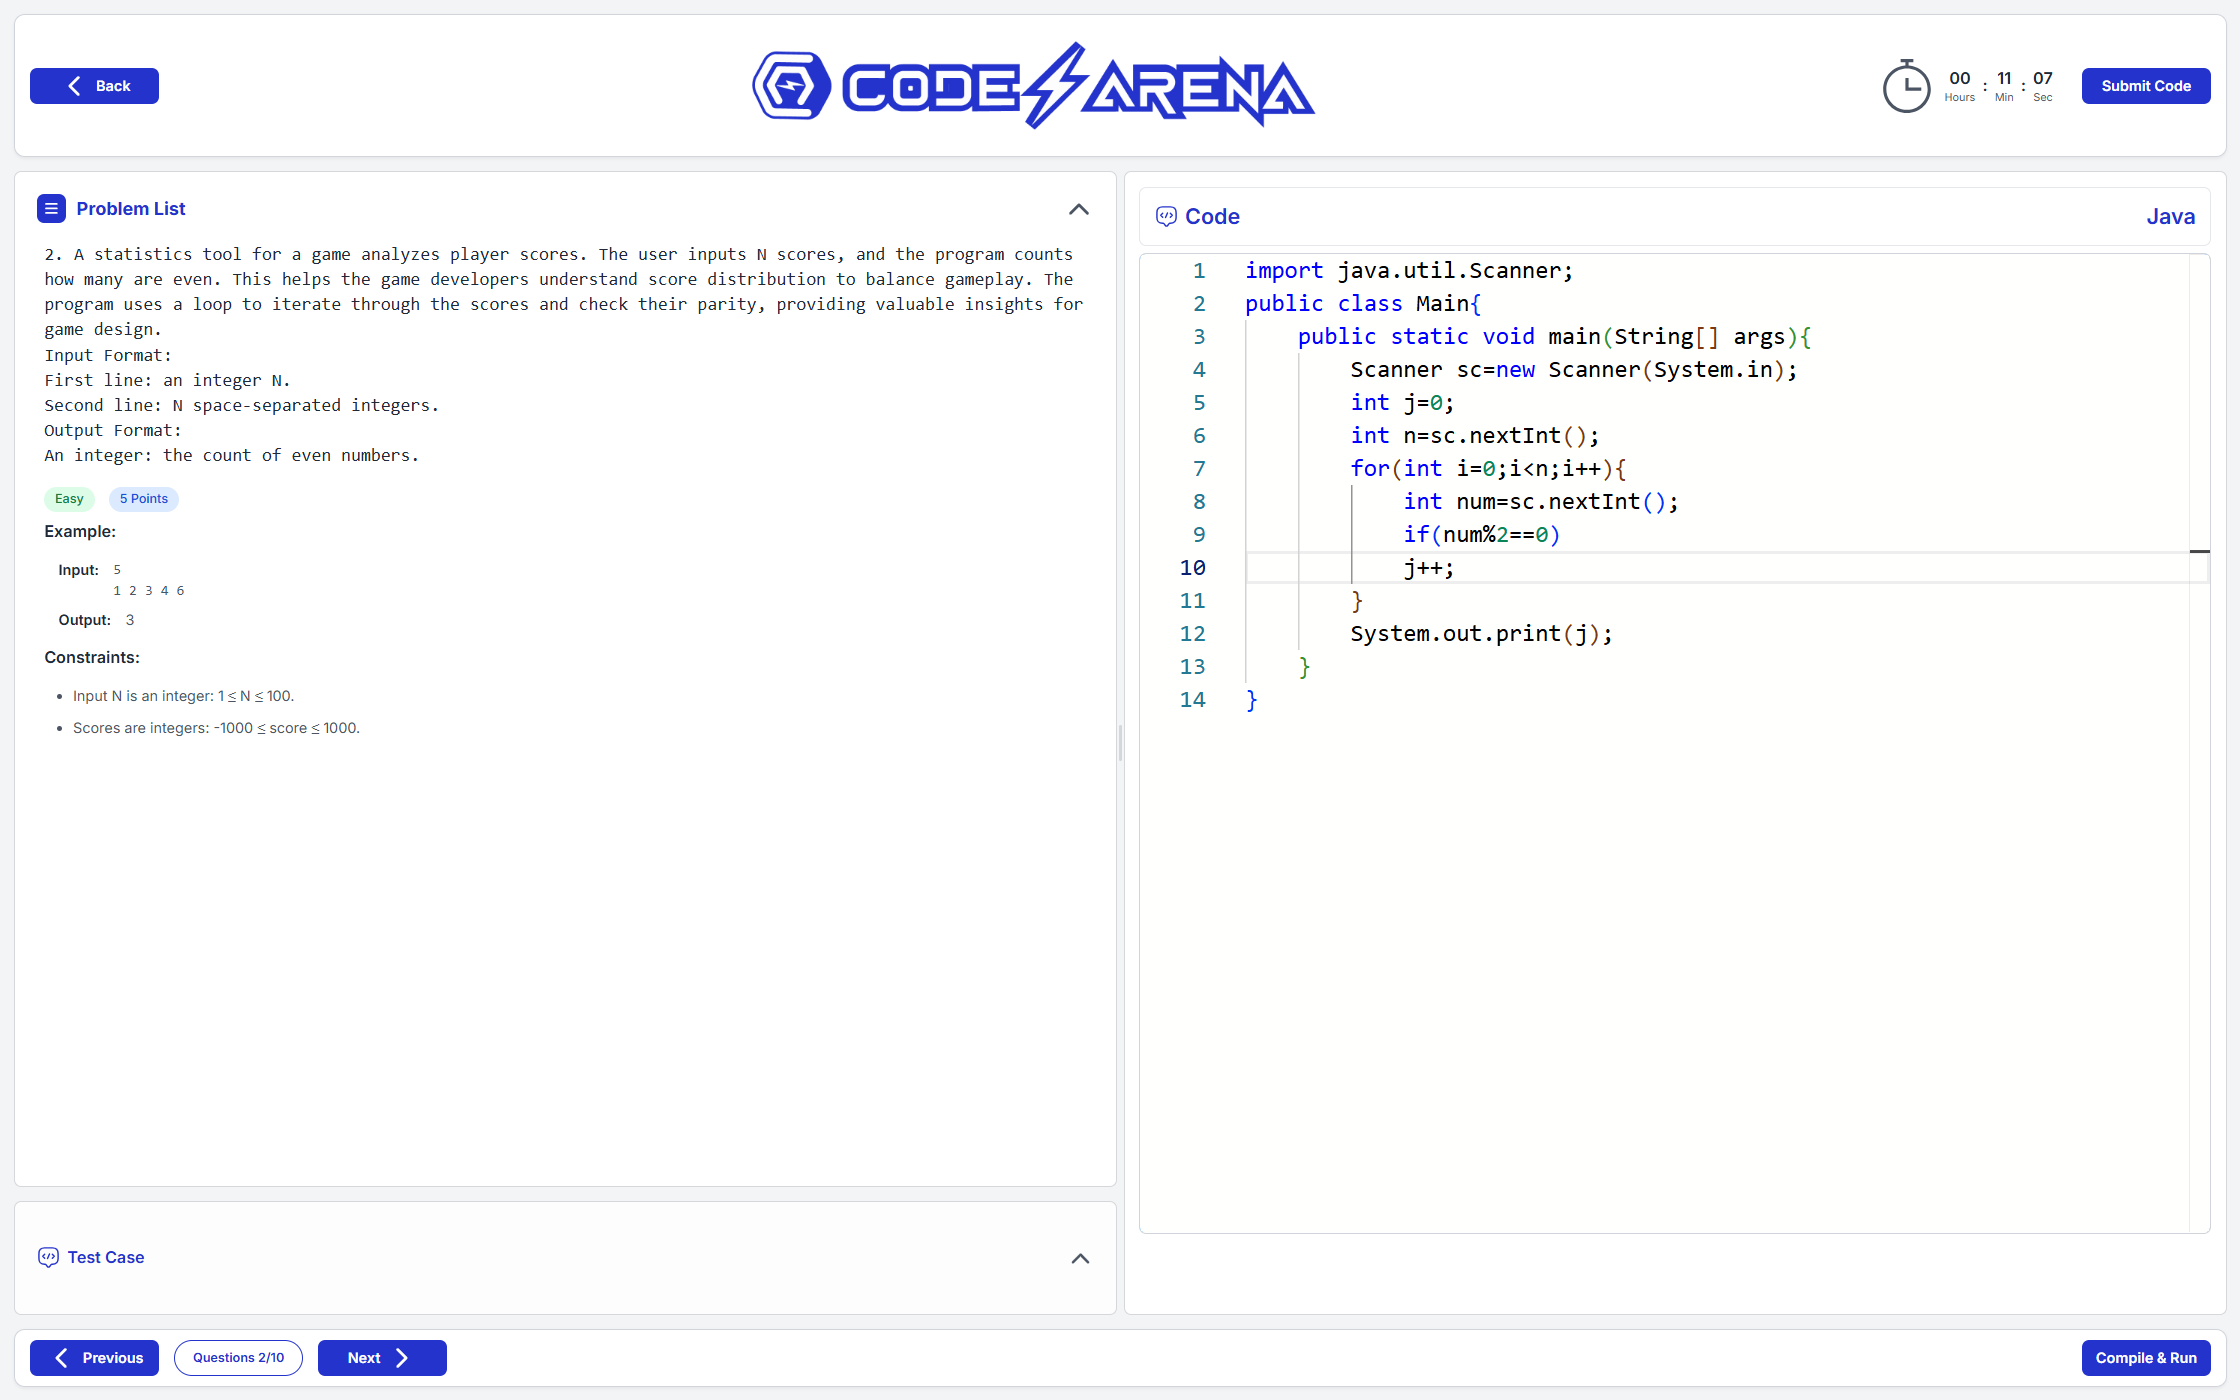 Back
CODE ARENA
00 : 11 : 07
Hours Min Sec
Submit Code
Problem List
2. A statistics tool for a game analyzes player scores. The user inputs N scores, and the program counts
how many are even. This helps the game developers understand score distribution to balance gameplay. The
program uses a loop to iterate through the scores and check their parity, providing valuable insights for
game design.
Input Format:
First line: an integer N.
Second line: N space-separated integers.
Output Format:
An integer: the count of even numbers.
Easy 5 Points
Example:
Input: 5
1 2 3 4 6
Output: 3
Constraints:
• Input N is an integer: 1 ≤ N ≤ 100.
• Scores are integers: -1000 ≤ score ≤ 1000.
Test Case
Code
Java
1 import java.util.Scanner;
2 public class Main{
3     public static void main(String[] args){
4         Scanner sc=new Scanner(System.in);
5         int j=0;
6         int n=sc.nextInt();
7         for(int i=0;i<n;i++){
8             int num=sc.nextInt();
9             if(num%2==0)
10             j++;
11         }
12         System.out.print(j);
13     }
14 }
Previous
Questions 2/10
Next
Compile & Run